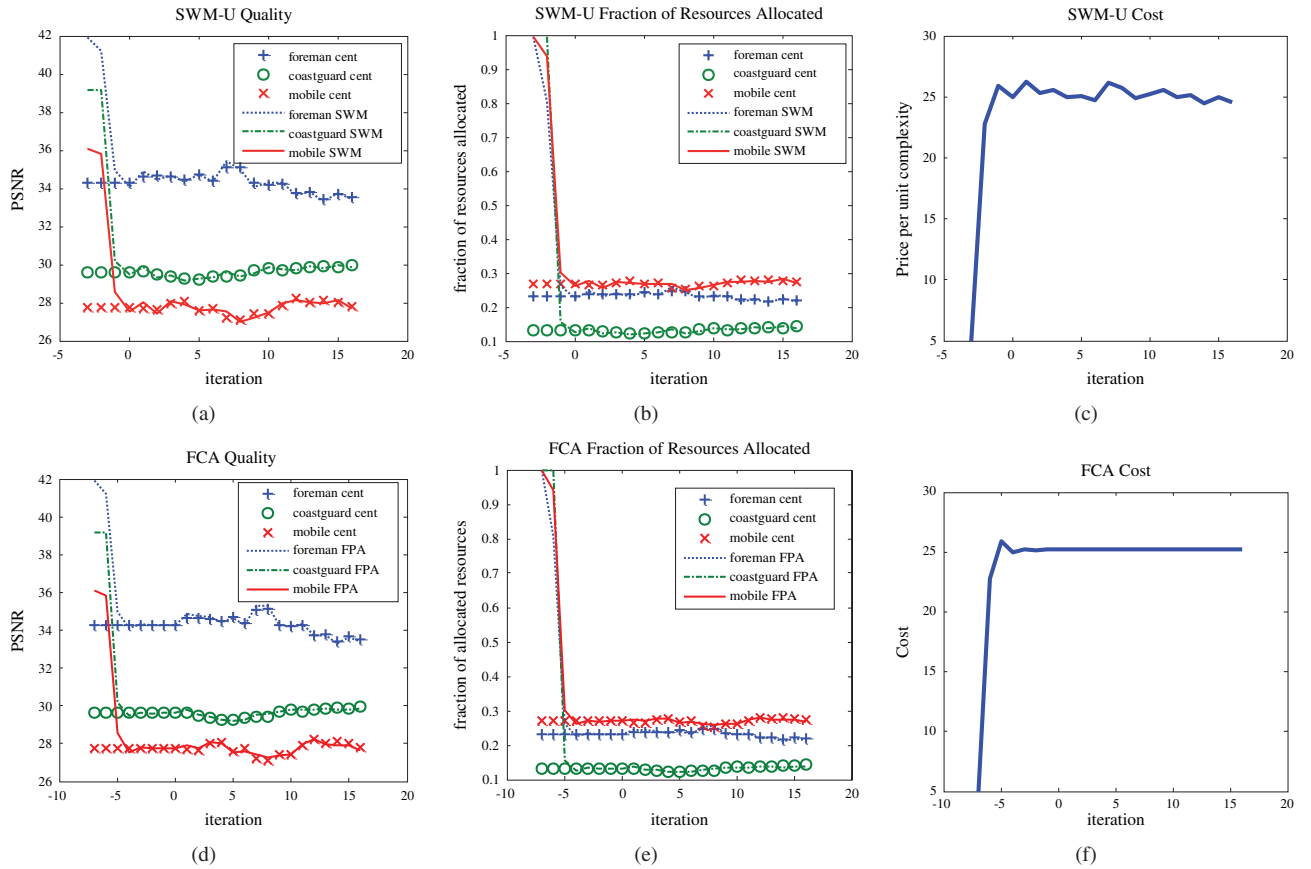 SWM-U Quality
42
40
38
36
34
32
30
28
26
PSNR
-5
0
5
10
15
20
iteration
foreman cent
coastguard cent
mobile cent
foreman SWM
coastguard SWM
mobile SWM
(a)
SWM-U Fraction of Resources Allocated
1
0.9
0.8
0.7
0.6
0.5
0.4
0.3
0.2
0.1
fraction of resources allocated
-5
0
5
10
15
20
iteration
foreman cent
coastguard cent
mobile cent
foreman SWM
coastguard SWM
mobile SWM
(b)
SWM-U Cost
30
25
20
15
10
5
Price per unit complexity
-5
0
5
10
15
20
iteration
(c)
FCA Quality
42
40
38
36
34
32
30
28
26
PSNR
-10
-5
0
5
10
15
20
iteration
foreman cent
coastguard cent
mobile cent
foreman FPA
coastguard FPA
mobile FPA
(d)
FCA Fraction of Resources Allocated
1
0.9
0.8
0.7
0.6
0.5
0.4
0.3
0.2
0.1
fraction of allocated resources
-10
-5
0
5
10
15
20
iteration
foreman cent
coastguard cent
mobile cent
foreman FPA
coastguard FPA
mobile FPA
(e)
FCA Cost
30
25
20
15
10
5
Cost
-10
-5
0
5
10
15
20
iteration
(f)